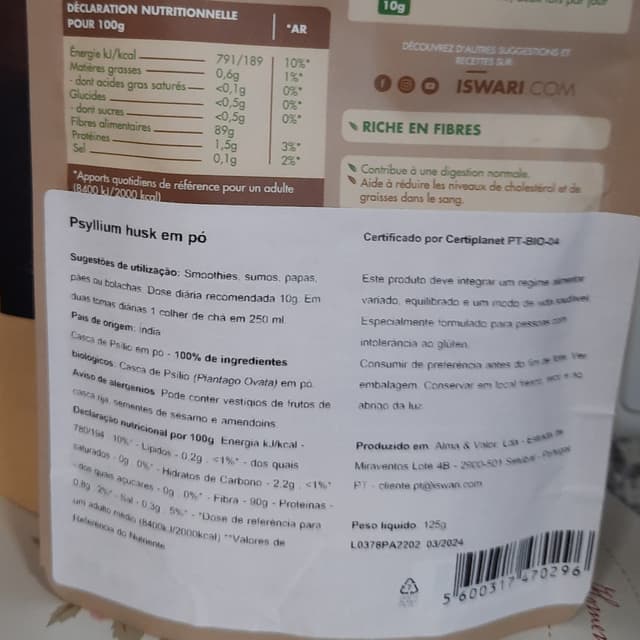 DÉCLARATION NUTRITIONNELLE
POUR 100g
*AR
Énergie kJ/kcal 791/189 10%*
Matières grasses 0,6g 1%*
- dont acides gras saturés <0,1g 0%*
Glucides <0,5g 0%*
- dont sucres <0,5g 0%*
Fibres alimentaires 89g
Protéines 1,5g 3%*
Sel 0,1g 2%*
*Apports quotidiens de référence pour un adulte
(8400 kJ/2000 kcal)
10g
par jour
DÉCOUVREZ D'AUTRES SUGGESTIONS ET
RECETTES SUR
ISWARI.COM
RICHE EN FIBRES
Contribue à une digestion normale.
Aide à réduire les niveaux de cholestérol et de
graisses dans le sang.
Psyllium husk em pó
Sugestões de utilização: Smoothies, sumos, papas,
pães ou bolachas. Dose diária recomendada 10g. Em
duas tomas diárias 1 colher de chá em 250 ml.
País de origem: Índia
Casca de Psílio em pó - 100% de ingredientes
biológicos: Casca de Psílio (Plantago Ovata) em pó.
Aviso de alergénios: Pode conter vestígios de frutos de
casca rija, sementes de sésamo e amendoins.
Declaração nutricional por 100g: Energia kJ/kcal -
780/194 . 10%* - Lípidos - 0.2g . <1%* - dos quais
saturados - 0g . 0%* - Hidratos de Carbono - 2.2g . <1%*
- dos quais açucares - 0g . 0%* - Fibra - 90g - Proteínas -
0.8g . 2%* - Sal - 0.3g . 5%* - *Dose de referência para
um adulto médio (8400kJ/2000kcal) **Valores de
Referência do Nutriente
Certificado por Certiplanet PT-BIO-04
Este produto deve integrar um regime alimentar
variado, equilibrado e um modo de vida saudável.
Especialmente formulado para pessoas com
intolerância ao glúten.
Consumir de preferência antes do fim de: Ver
embalagem. Conservar em local fresco, seco e ao
abrigo da luz.
Produzido em: Alma & Valor, Lda - Estrada de
Miraventos Lote 4B - 2900-501 Setúbal - Portugal
PT - cliente.pt@iswari.com
Peso líquido: 125g
L0378PA2202 03/2024
5 600317 470296